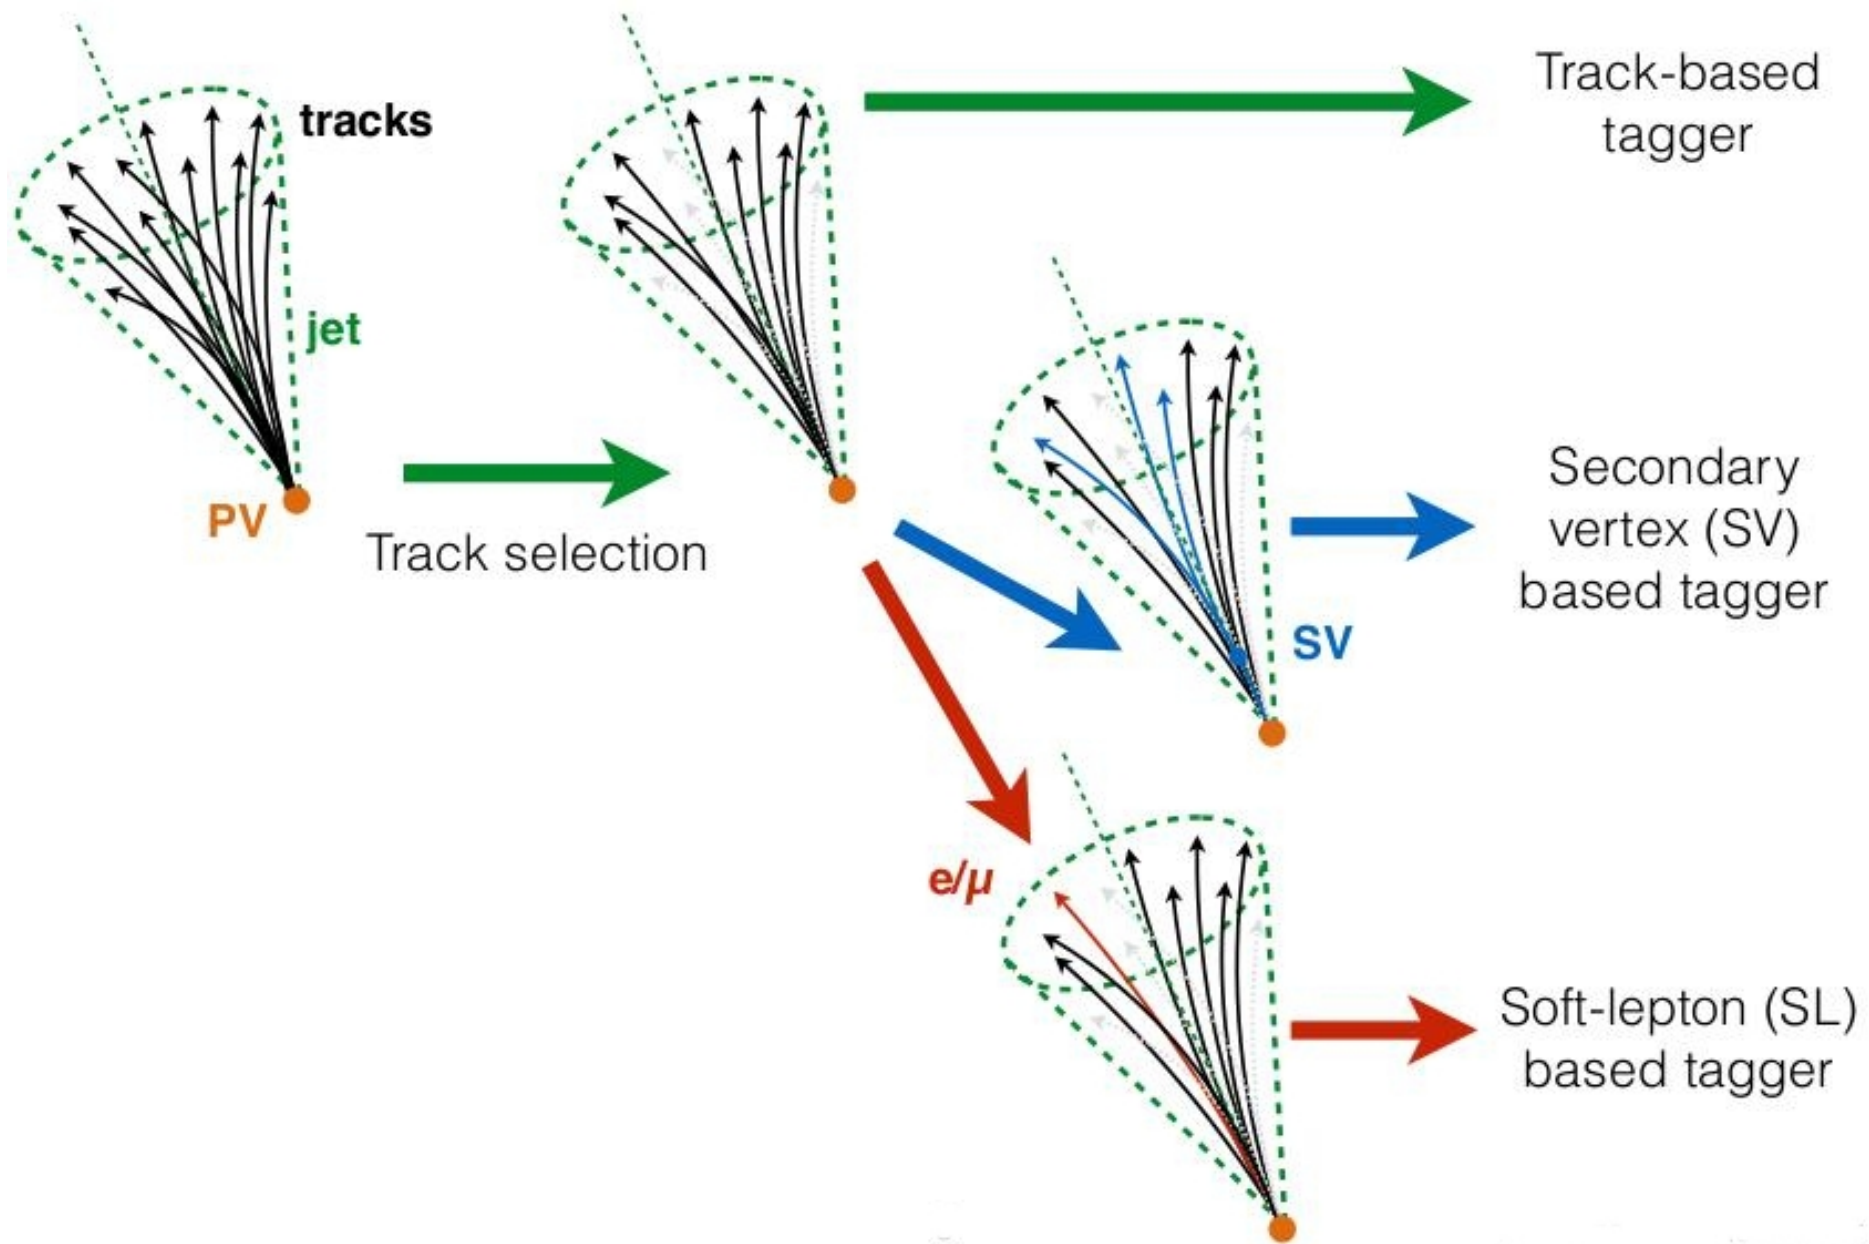 tracks
jet
PV
Track selection
Track-based
tagger
SV
Secondary
vertex (SV)
based tagger
e/μ
Soft-lepton (SL)
based tagger